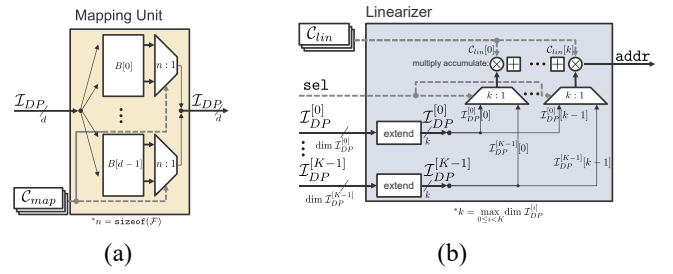 Mapping Unit
B[0]
n : 1
I_DP
d
I_DP
d
B[d−1]
n : 1
C_map
*n = sizeof(F)
(a)
Linearizer
C_lin
C_lin[0]
C_lin[k]
multiply accumulate:
addr
sel
k : 1
k : 1
I_DP^[0]
dim I_DP^[0]
extend
I_DP^[0]
k
I_DP^[0][0]
I_DP^[0][k−1]
I_DP^[K−1]
dim I_DP^[K−1]
extend
I_DP^[K−1]
k
I_DP^[K−1][0]
I_DP^[K−1][k−1]
*k = max_{0≤i<K} dim I_DP^[i]
(b)